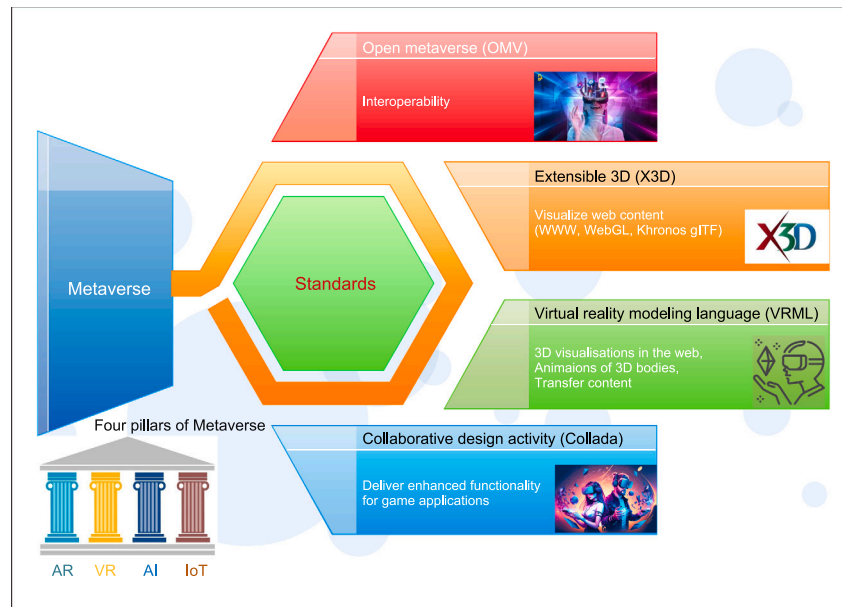 Open metaverse (OMV)
Interoperability
Extensible 3D (X3D)
Visualize web content
(WWW, WebGL, Khronos gITF)
X3D
Metaverse
Standards
Virtual reality modeling language (VRML)
3D visualisations in the web,
Animaions of 3D bodies,
Transfer content
Four pillars of Metaverse
AR VR AI IoT
Collaborative design activity (Collada)
Deliver enhanced functionality
for game applications